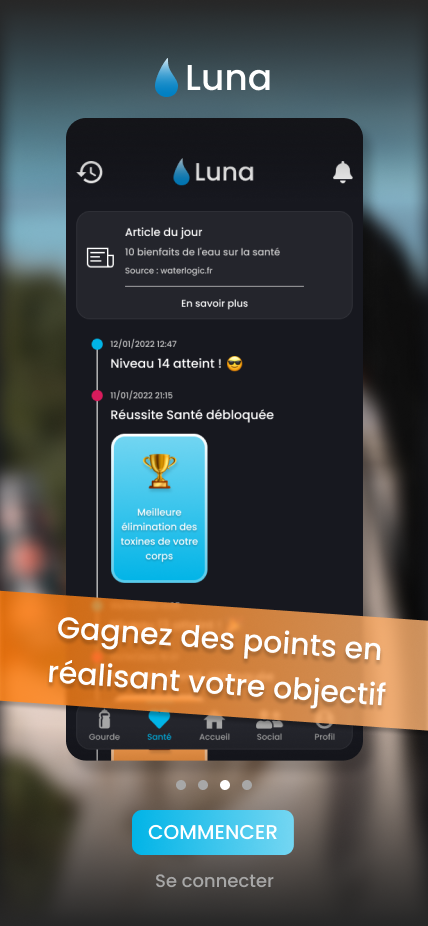 Luna
Luna
Article du jour
10 bienfaits de l'eau sur la santé
Source : waterlogic.fr
En savoir plus
12/01/2022 12:47
Niveau 14 atteint ! 😎
11/01/2022 21:15
Réussite Santé débloquée
Meilleure
élimination des
toxines de votre
corps
Gagnez des points en
réalisant votre objectif
Gourde
Santé
Accueil
Social
Profil
COMMENCER
Se connecter